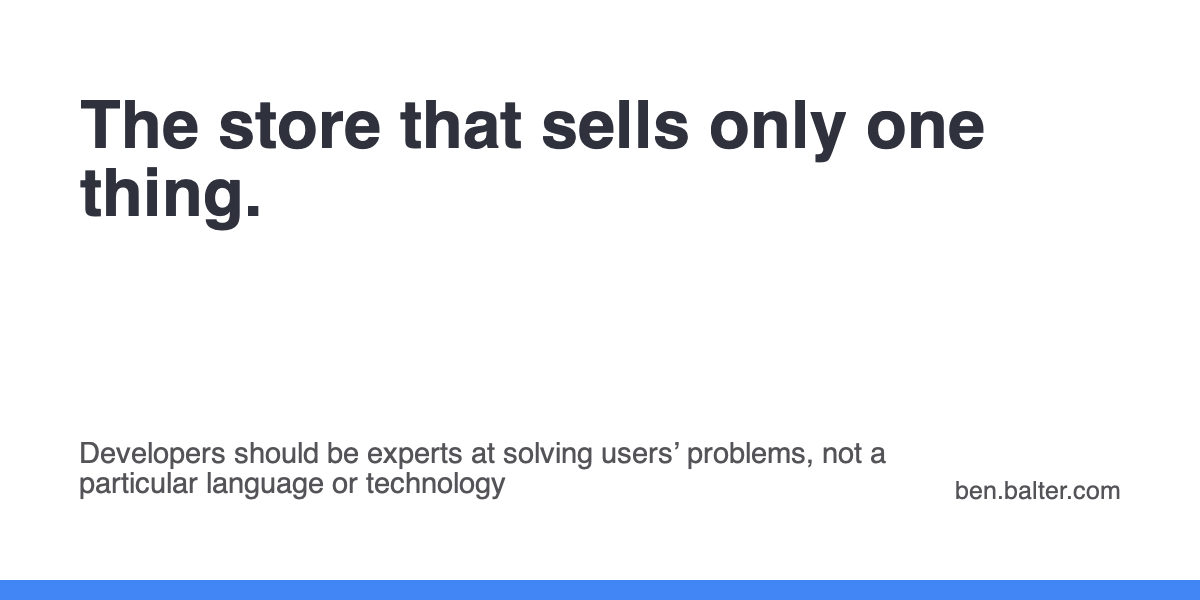 The store that sells only one
thing.
Developers should be experts at solving users’ problems, not a
particular language or technology
ben.balter.com